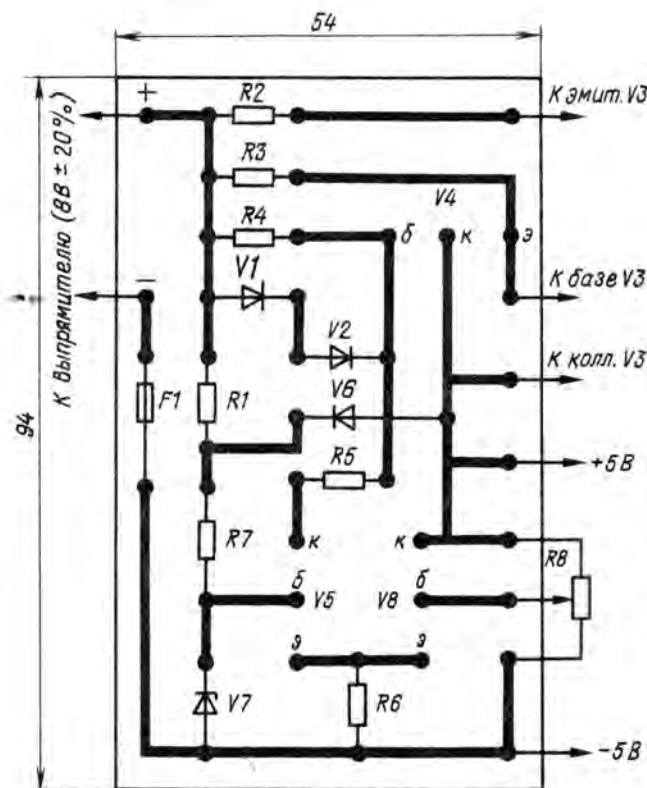 54
+
R2
К эмит. V3
R3
V4
R4
б
к
э
V1
К базе V3
К Выпрямителю (8В ± 20%)
−
V2
К колл. V3
94
F1
R1
V6
R5
+5В
R7
к
к
R8
б
V5
V8
б
э
э
V7
R6
−5В